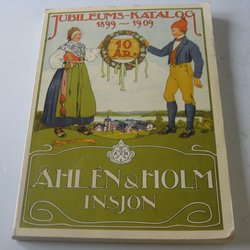 JUBILEUMS-KATALOG
1899 — 1909
10
ÅR.
ÅHLÉN & HOLM
INSJÖN